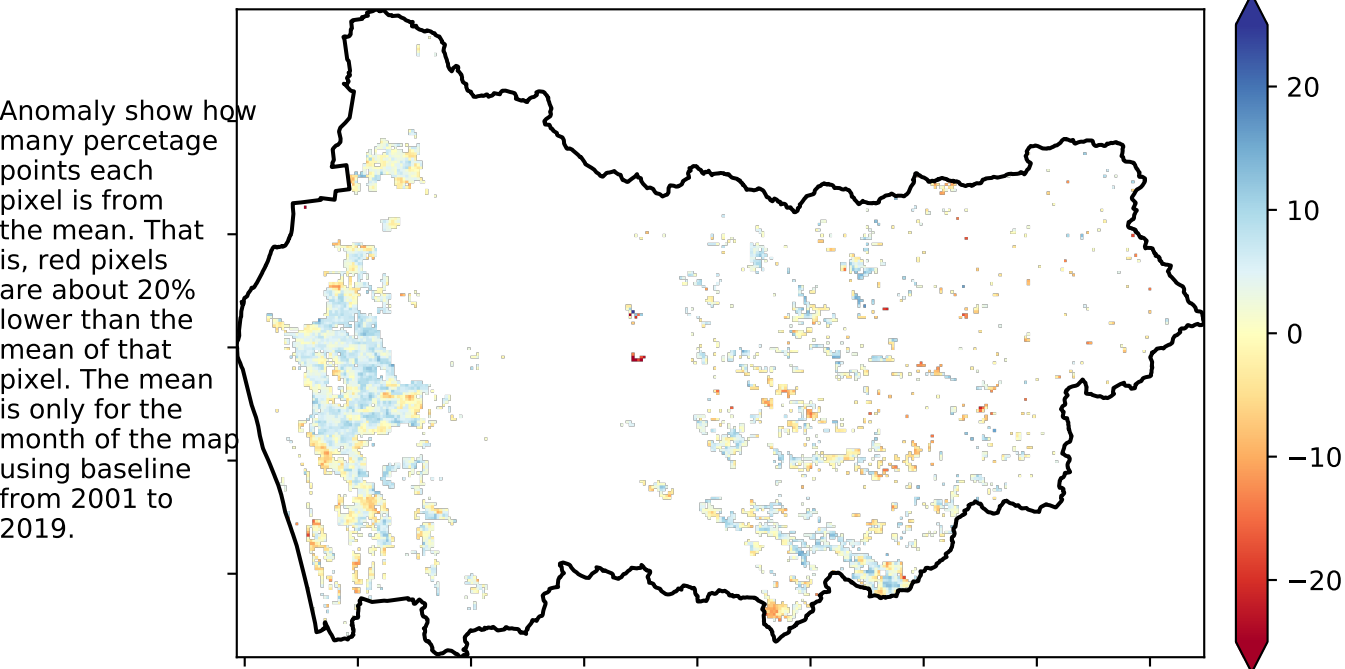 Anomaly show how
many percetage
points each
pixel is from
the mean. That
is, red pixels
are about 20%
lower than the
mean of that
pixel. The mean
is only for the
month of the map
using baseline
from 2001 to
2019.
20
10
0
−10
−20